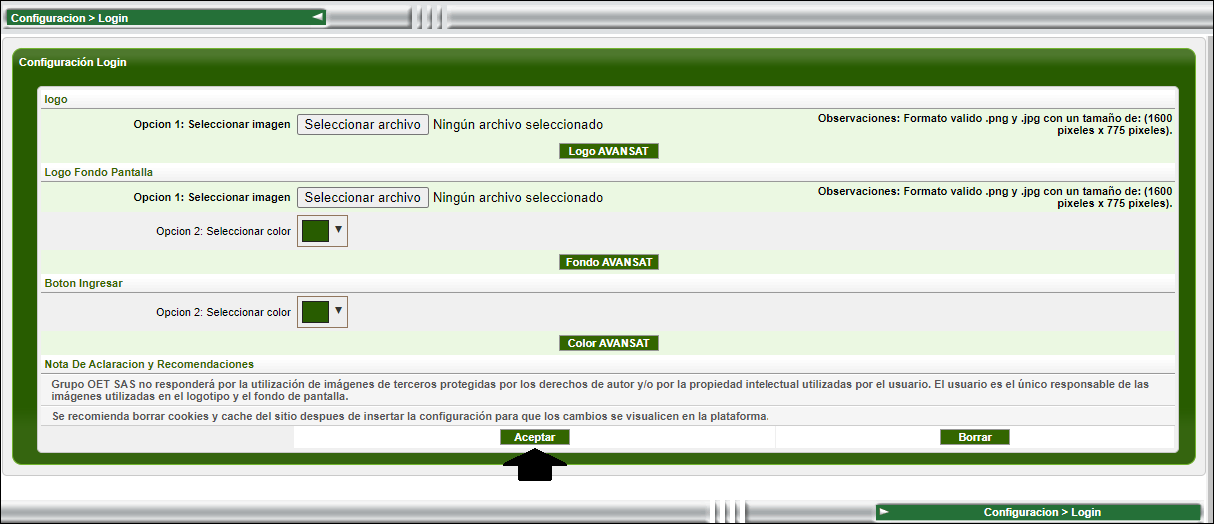 Configuracion > Login
Configuración Login
logo
Opcion 1: Seleccionar imagen
Seleccionar archivo
Ningún archivo seleccionado
Observaciones: Formato valido .png y .jpg con un tamaño de: (1600
pixeles x 775 pixeles).
Logo AVANSAT
Logo Fondo Pantalla
Opcion 1: Seleccionar imagen
Seleccionar archivo
Ningún archivo seleccionado
Observaciones: Formato valido .png y .jpg con un tamaño de: (1600
pixeles x 775 pixeles).
Opcion 2: Seleccionar color
Fondo AVANSAT
Boton Ingresar
Opcion 2: Seleccionar color
Color AVANSAT
Nota De Aclaracion y Recomendaciones
Grupo OET SAS no responderá por la utilización de imágenes de terceros protegidas por los derechos de autor y/o por la propiedad intelectual utilizadas por el usuario. El usuario es el único responsable de las
imágenes utilizadas en el logotipo y el fondo de pantalla.
Se recomienda borrar cookies y cache del sitio despues de insertar la configuración para que los cambios se visualicen en la plataforma.
Aceptar
Borrar
Configuracion > Login